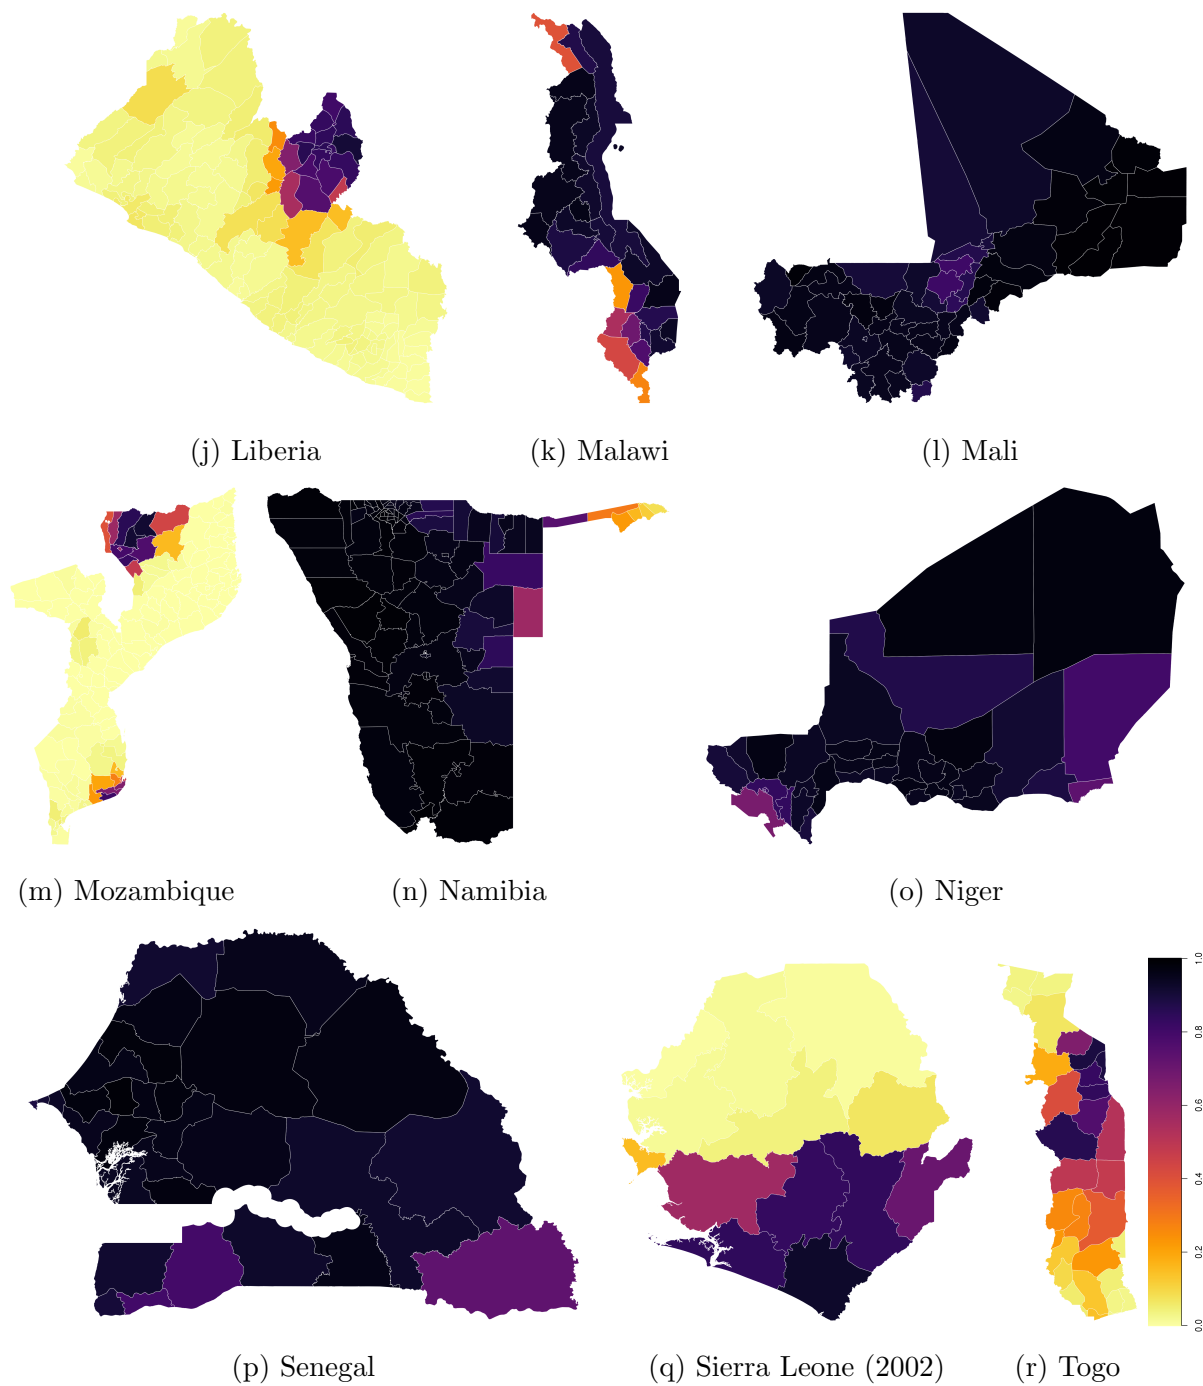 (j) Liberia
(k) Malawi
(l) Mali
(m) Mozambique
(n) Namibia
(o) Niger
1.0
0.8
0.6
0.4
0.2
0.0
(p) Senegal
(q) Sierra Leone (2002)
(r) Togo